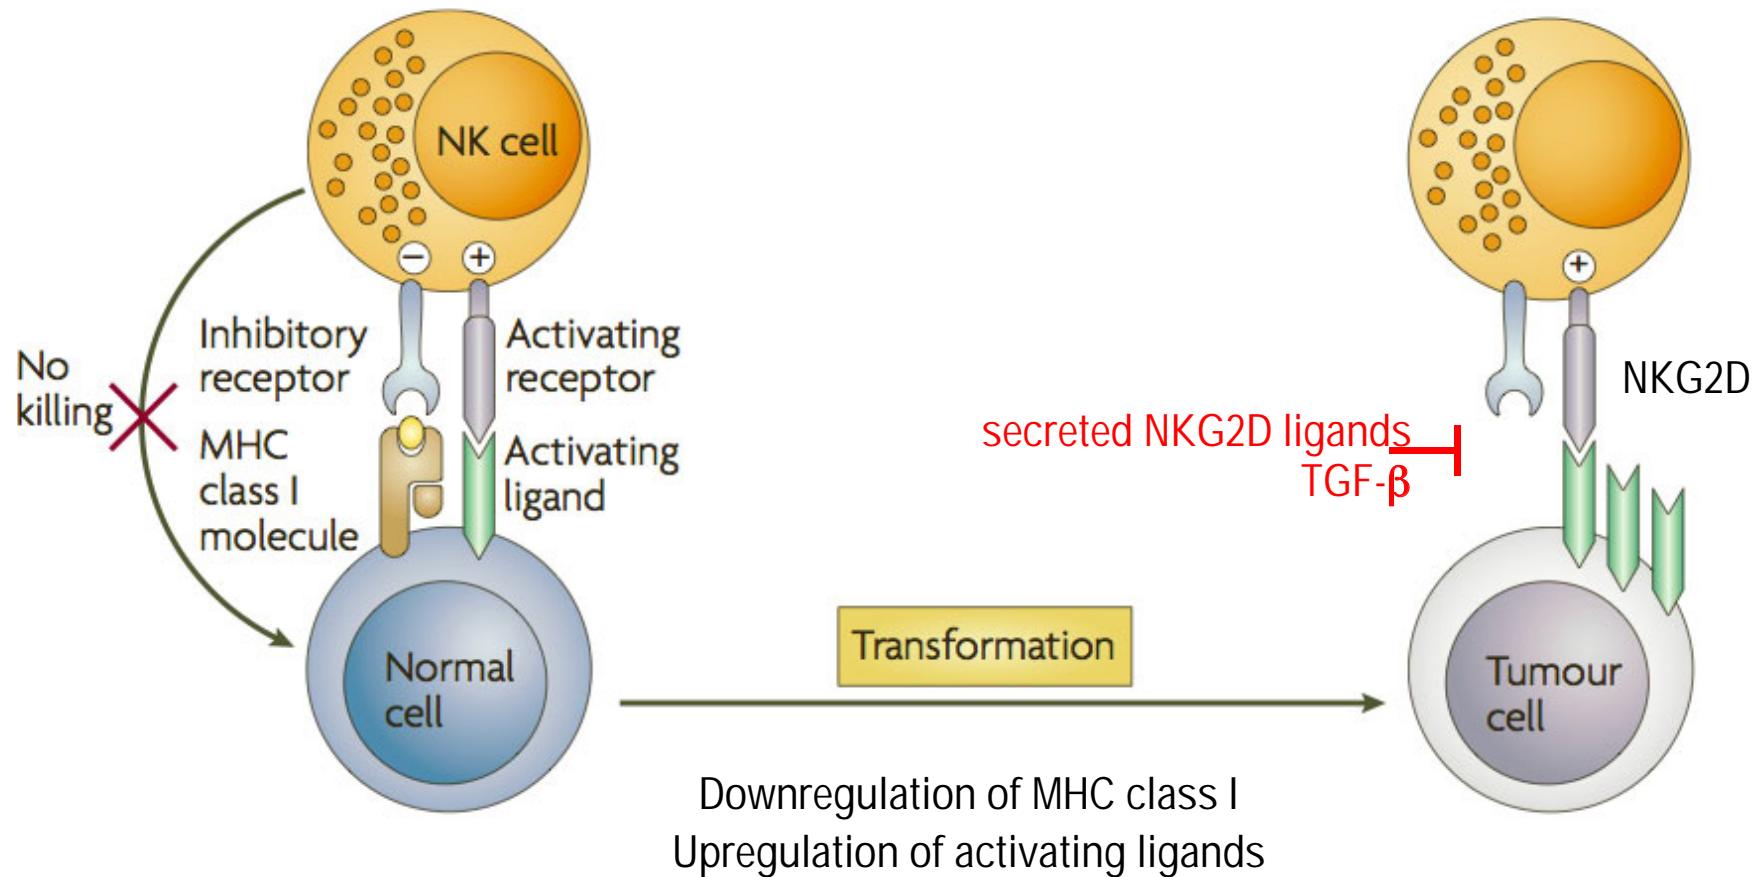 NK cell
−
+
Inhibitory
receptor
Activating
receptor
No
killing
MHC
class I
molecule
Activating
ligand
Normal
cell
Transformation
Downregulation of MHC class I
Upregulation of activating ligands
+
NKG2D
secreted NKG2D ligands
TGF-β
Tumour
cell